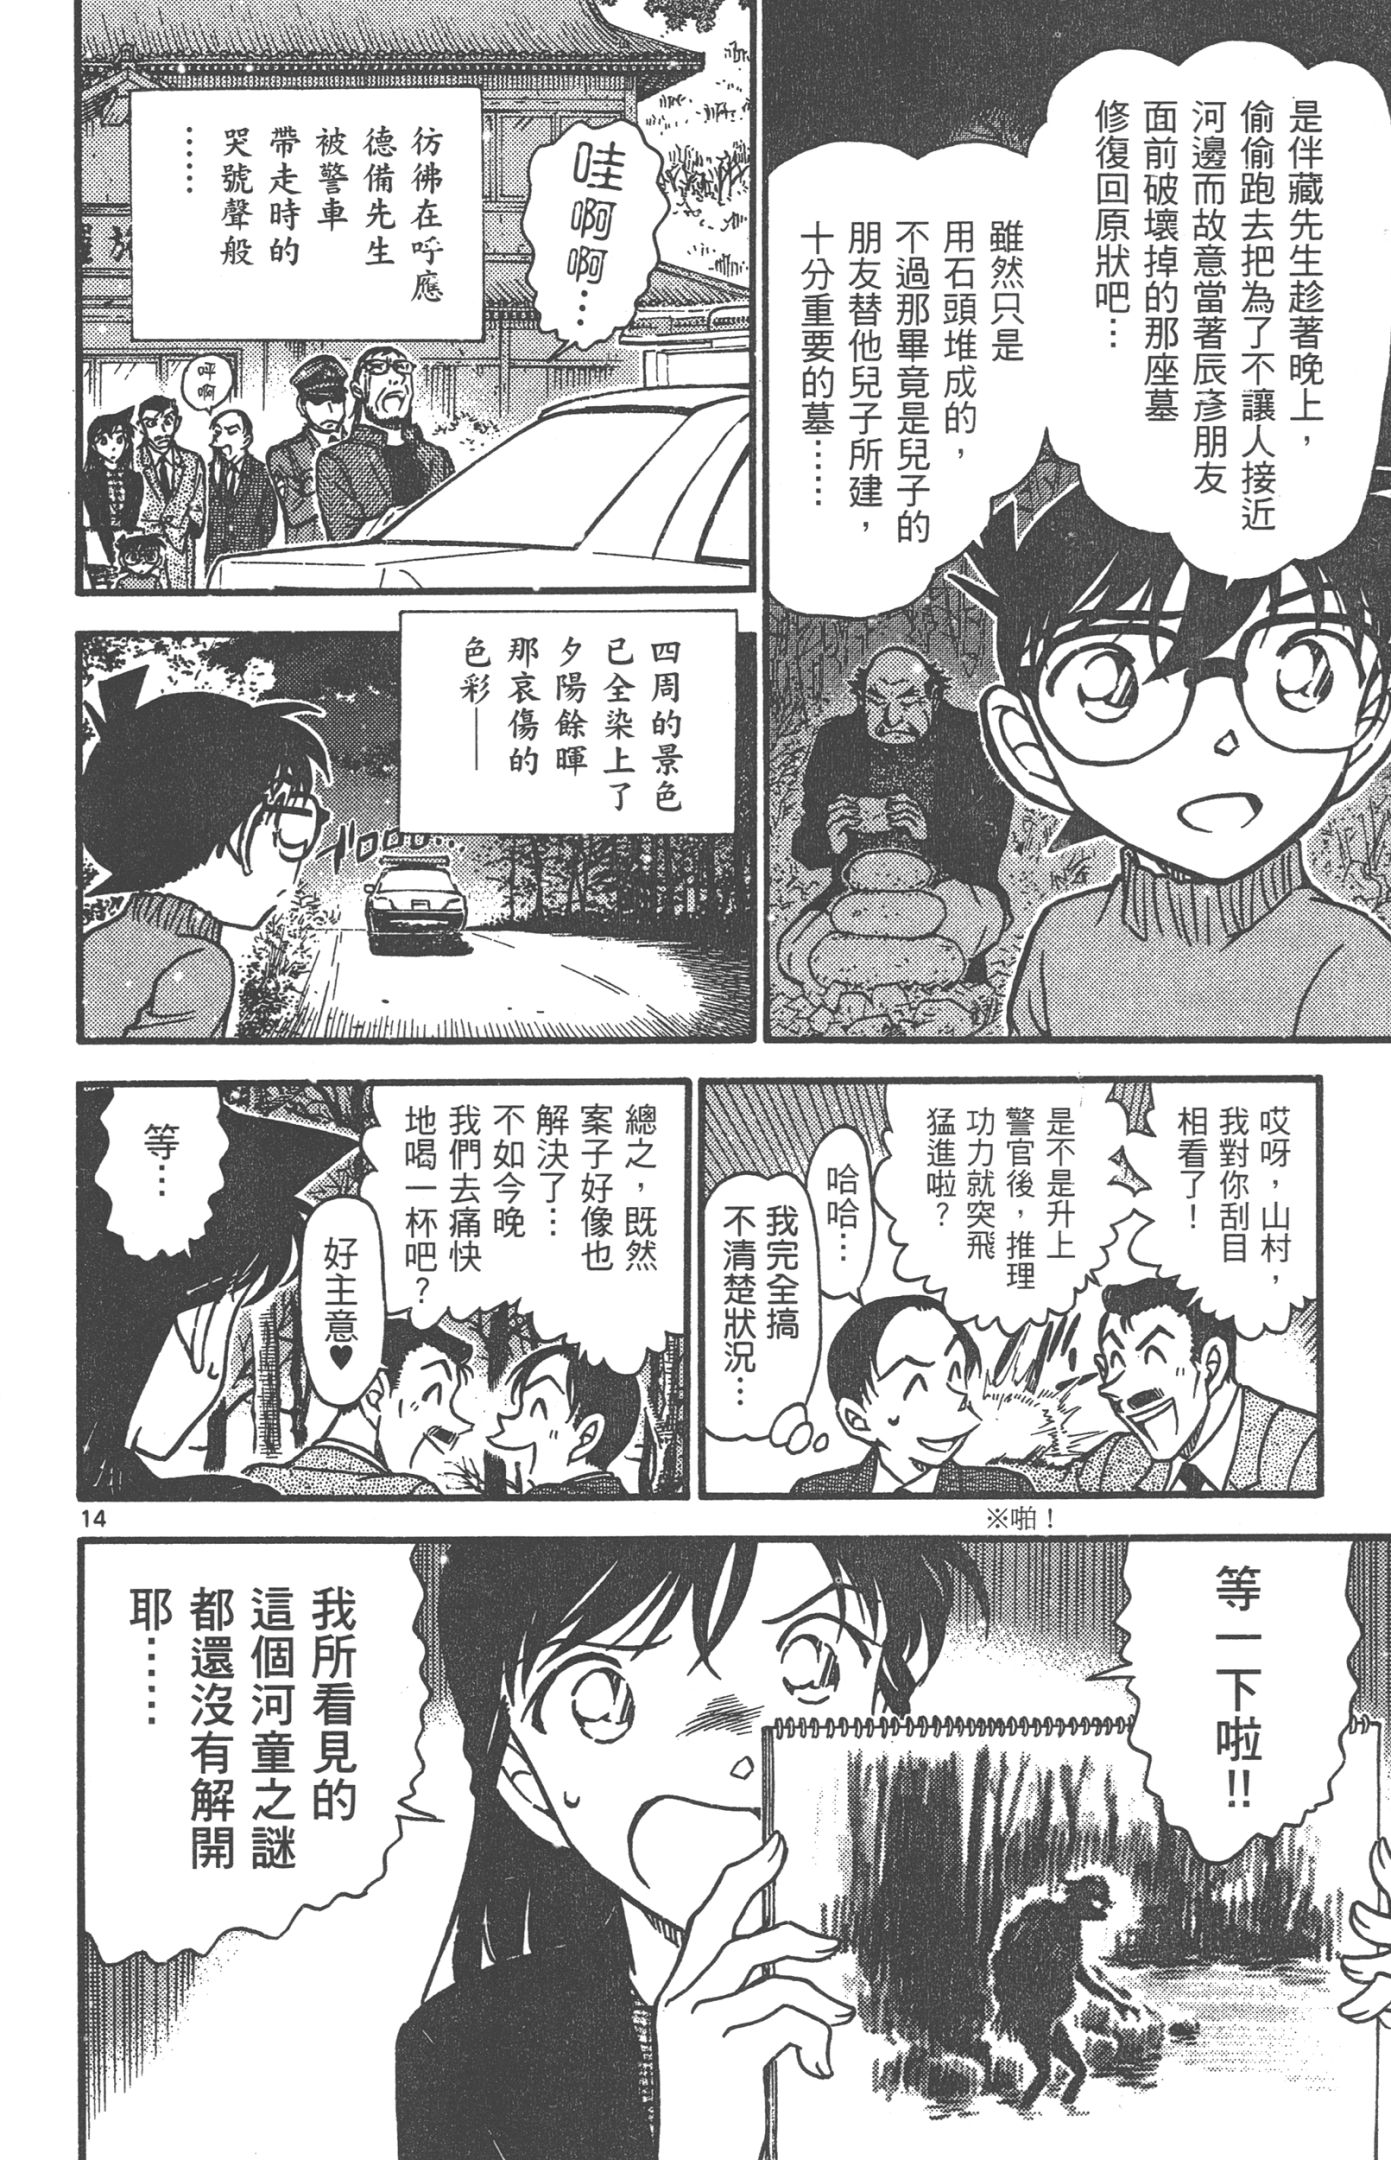 是伴藏先生趁著晚上，
偷偷跑去把為了不讓人接近
河邊而故意當著辰彥朋友
面前破壞掉的那座墓
修復回原狀吧…
雖然只是
用石頭堆成的，
不過那畢竟是兒子的
朋友替他兒子所建，
十分重要的墓……
哇啊啊…
彷彿在呼應
德備先生
被警車
帶走時的
哭號聲般
……
呼啊
旅
四周的景色
已全染上了
夕陽餘暉
那哀傷的
色彩——
ドロロロ…
哎呀，山村，
我對你刮目
相看了！
是不是升上
警官後，推理
功力就突飛
猛進啦？
哈哈…
我完全搞
不清楚狀況…
※啪！
總之，既然
案子好像也
解決了…
不如今晚
我們去痛快
地喝一杯吧？
好主意♥
等…
14
等一下啦!!
我所看見的
這個河童之謎
都還沒有解開
耶……